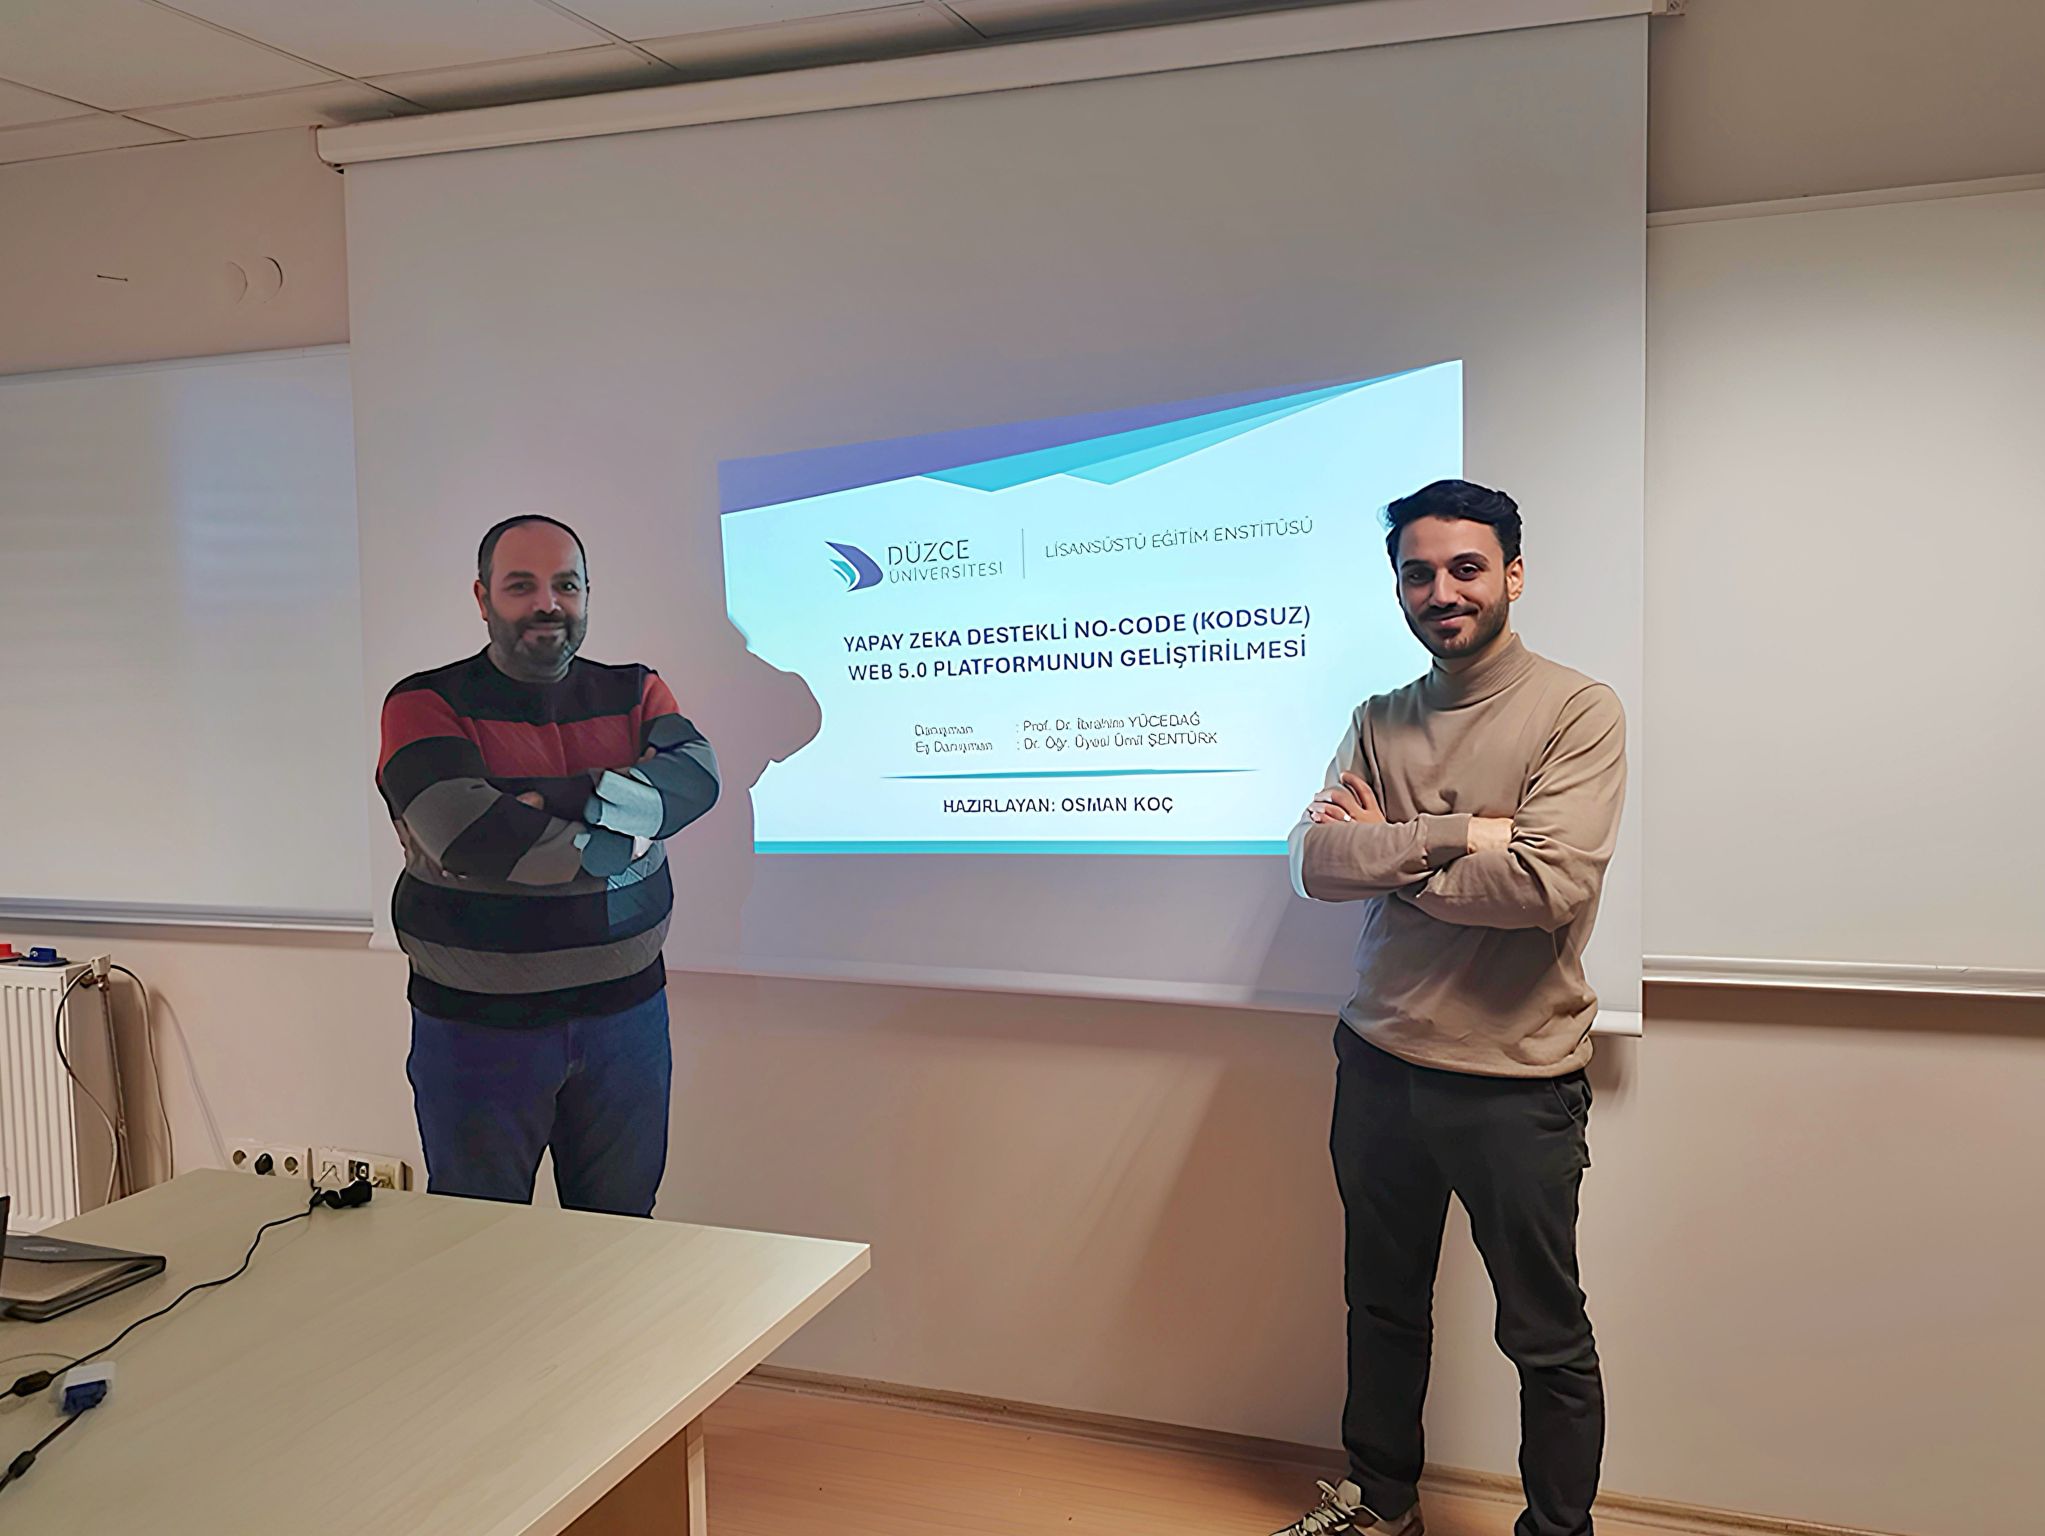 DÜZCE
ÜNİVERSİTESİ
LİSANSÜSTÜ EĞİTİM ENSTİTÜSÜ
YAPAY ZEKA DESTEKLİ NO-CODE (KODSUZ)
WEB 5.0 PLATFORMUNUN GELİŞTİRİLMESİ
Danışman : Prof. Dr. İbrahim YÜCEDAĞ
Eş Danışman : Dr. Öğr. Üyesi Ümit ŞENTÜRK
HAZIRLAYAN: OSMAN KOÇ